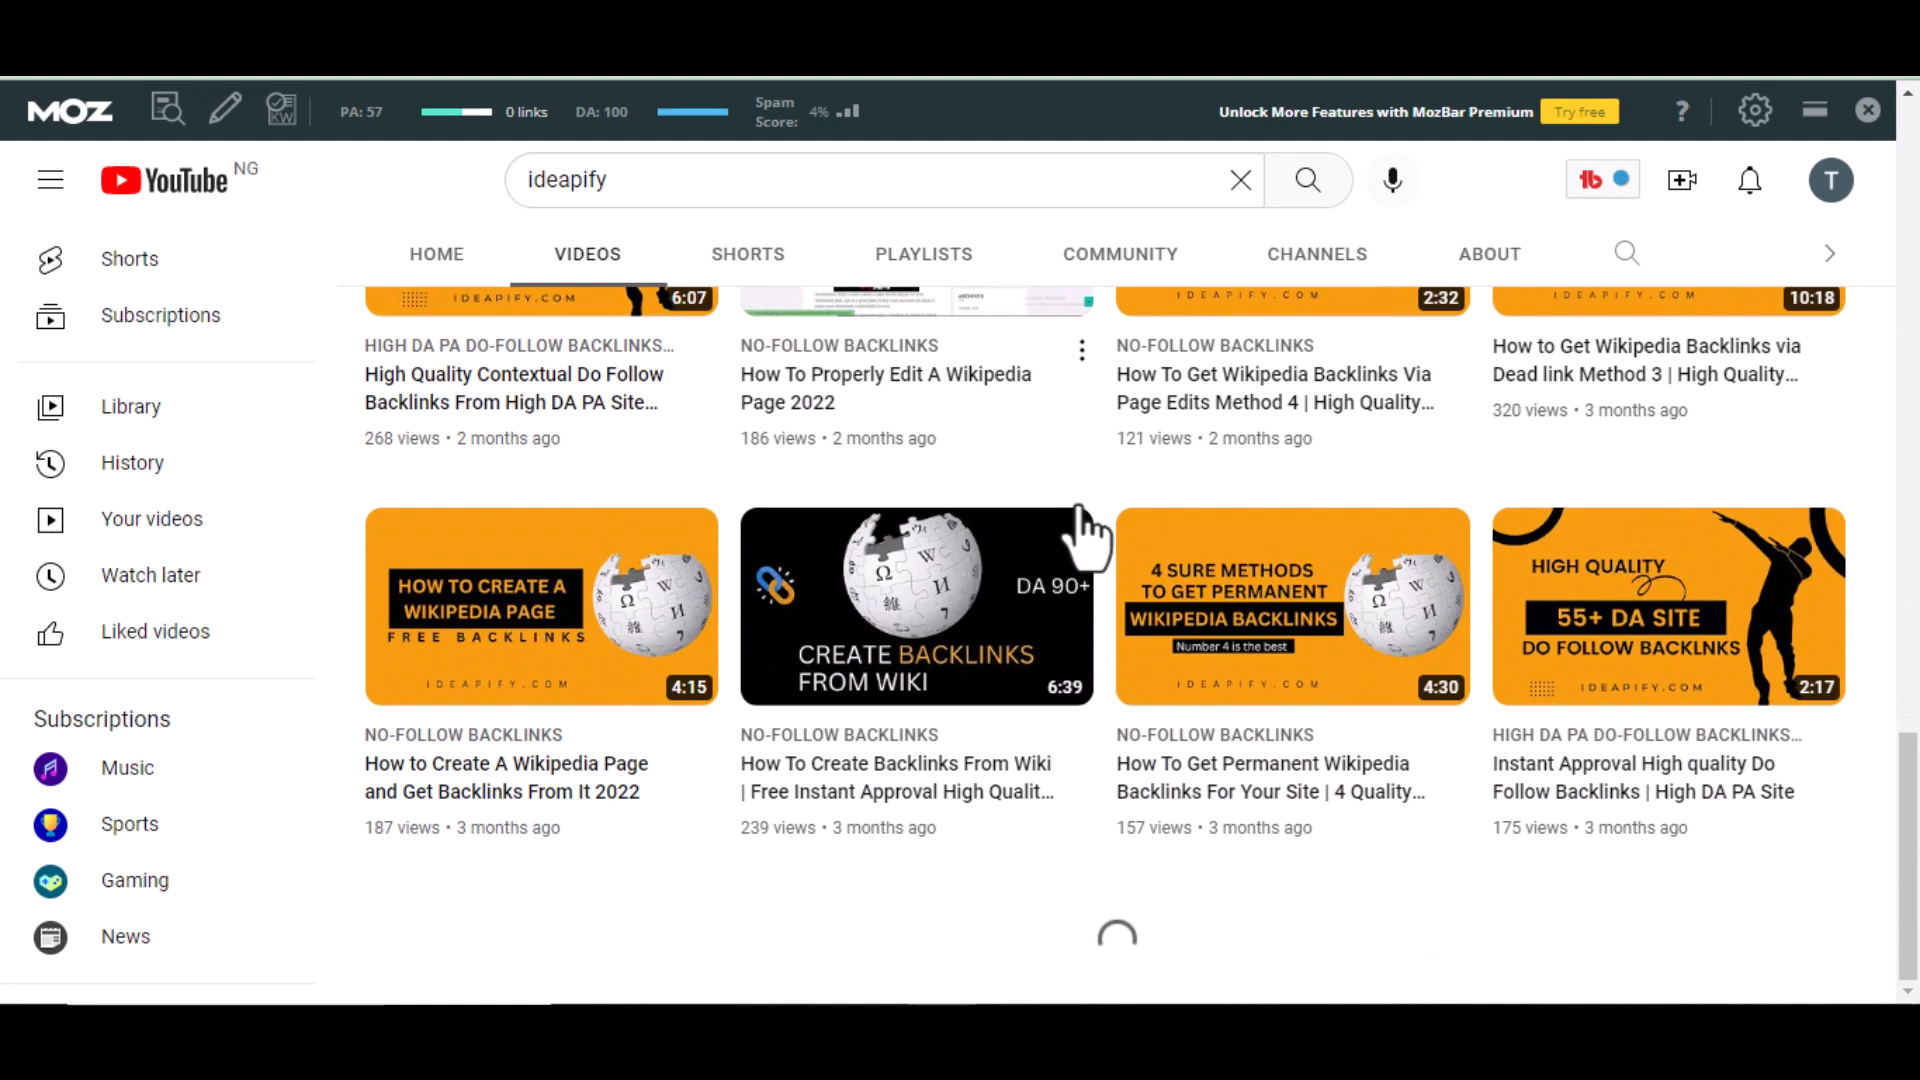 MOZ
KW
PA: 57
0 links
DA: 100
Spam
Score:
4%
Unlock More Features with MozBar Premium
Try free
?
YouTube NG
ideapify
T
HOME
VIDEOS
SHORTS
PLAYLISTS
COMMUNITY
CHANNELS
ABOUT
Shorts
Subscriptions
Library
History
Your videos
Watch later
Liked videos
Subscriptions
Music
Sports
Gaming
News
IDEAPIFY.COM
6:07
HIGH DA PA DO-FOLLOW BACKLINKS...
High Quality Contextual Do Follow
Backlinks From High DA PA Site...
268 views • 2 months ago
ARCHIVES
NO-FOLLOW BACKLINKS
How To Properly Edit A Wikipedia
Page 2022
186 views • 2 months ago
IDEAPIFY.COM
2:32
NO-FOLLOW BACKLINKS
How To Get Wikipedia Backlinks Via
Page Edits Method 4 | High Quality...
121 views • 2 months ago
IDEAPIFY.COM
10:18
How to Get Wikipedia Backlinks via
Dead link Method 3 | High Quality...
320 views • 3 months ago
HOW TO CREATE A
WIKIPEDIA PAGE
FREE BACKLINKS
IDEAPIFY.COM
4:15
NO-FOLLOW BACKLINKS
How to Create A Wikipedia Page
and Get Backlinks From It 2022
187 views • 3 months ago
DA 90+
CREATE BACKLINKS
FROM WIKI
6:39
NO-FOLLOW BACKLINKS
How To Create Backlinks From Wiki
| Free Instant Approval High Qualit...
239 views • 3 months ago
4 SURE METHODS
TO GET PERMANENT
WIKIPEDIA BACKLINKS
Number 4 is the best
IDEAPIFY.COM
4:30
NO-FOLLOW BACKLINKS
How To Get Permanent Wikipedia
Backlinks For Your Site | 4 Quality...
157 views • 3 months ago
HIGH QUALITY
55+ DA SITE
DO FOLLOW BACKLNKS
IDEAPIFY.COM
2:17
HIGH DA PA DO-FOLLOW BACKLINKS...
Instant Approval High quality Do
Follow Backlinks | High DA PA Site
175 views • 3 months ago